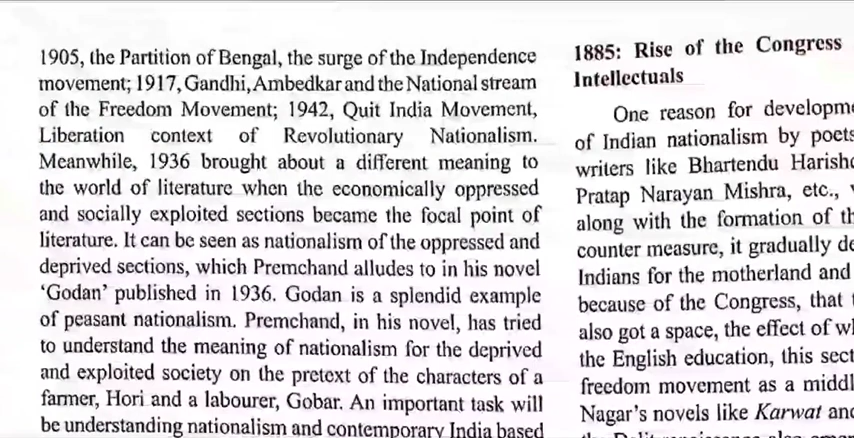 1905, the Partition of Bengal, the surge of the Independence
movement; 1917, Gandhi, Ambedkar and the National stream
of the Freedom Movement; 1942, Quit India Movement,
Liberation context of Revolutionary Nationalism.
Meanwhile, 1936 brought about a different meaning to
the world of literature when the economically oppressed
and socially exploited sections became the focal point of
literature. It can be seen as nationalism of the oppressed and
deprived sections, which Premchand alludes to in his novel
‘Godan’ published in 1936. Godan is a splendid example
of peasant nationalism. Premchand, in his novel, has tried
to understand the meaning of nationalism for the deprived
and exploited society on the pretext of the characters of a
farmer, Hori and a labourer, Gobar. An important task will
be understanding nationalism and contemporary India based
1885: Rise of the Congress
Intellectuals
One reason for
of Indian nationalism by poets
writers like Bhartendu
Pratap Narayan Mishra, etc.,
along with the formation of
counter measure, it gradually
Indians for the motherland and
because of the Congress, that
also got a space, the effect of
the English education, this
freedom movement as a
Nagar’s novels like Karwat